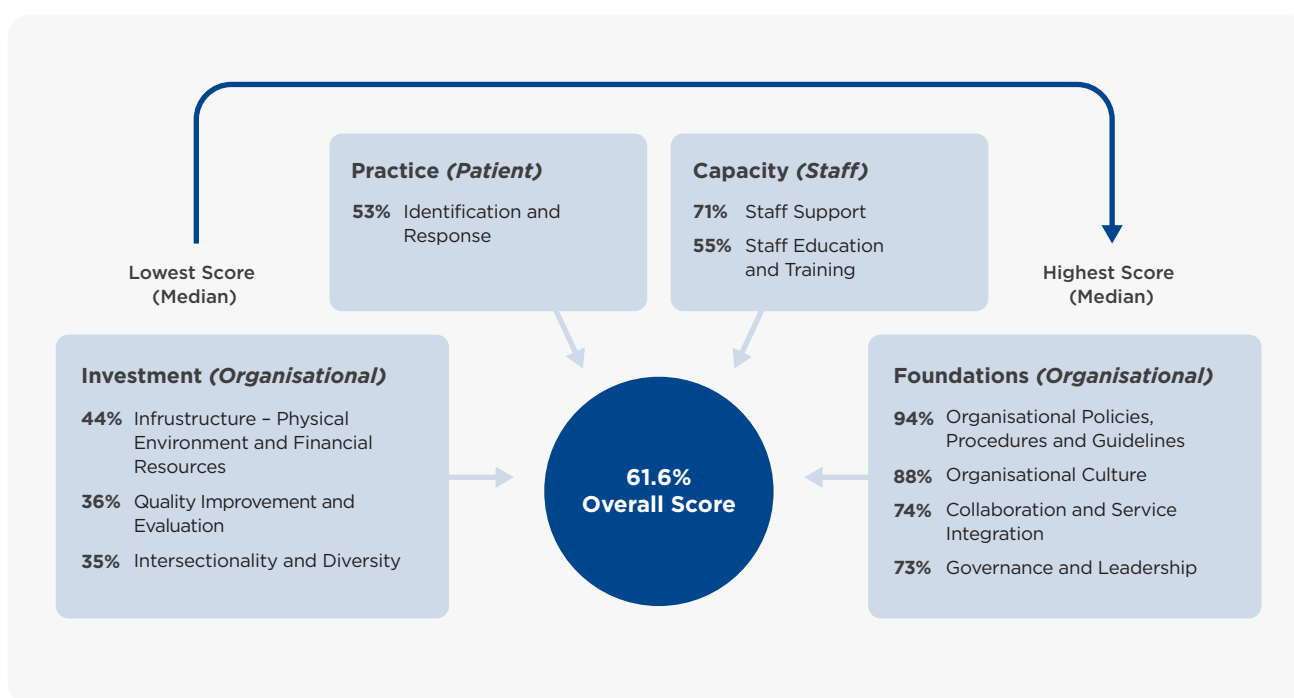 Practice (Patient)
53% Identification and
Response
Capacity (Staff)
71% Staff Support
55% Staff Education
and Training
Lowest Score
(Median)
Highest Score
(Median)
Investment (Organisational)
44% Infrustructure – Physical
Environment and Financial
Resources
36% Quality Improvement and
Evaluation
35% Intersectionality and Diversity
61.6%
Overall Score
Foundations (Organisational)
94% Organisational Policies,
Procedures and Guidelines
88% Organisational Culture
74% Collaboration and Service
Integration
73% Governance and Leadership